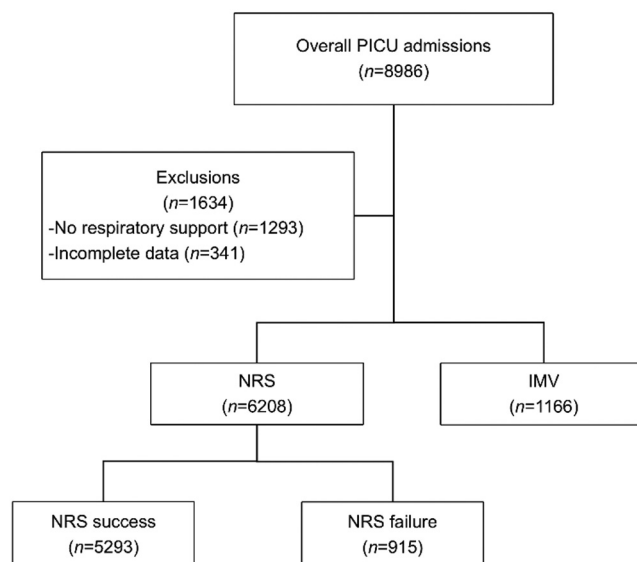 Overall PICU admissions
(n=8986)
Exclusions
(n=1634)
-No respiratory support (n=1293)
-Incomplete data (n=341)
NRS
(n=6208)
IMV
(n=1166)
NRS success
(n=5293)
NRS failure
(n=915)